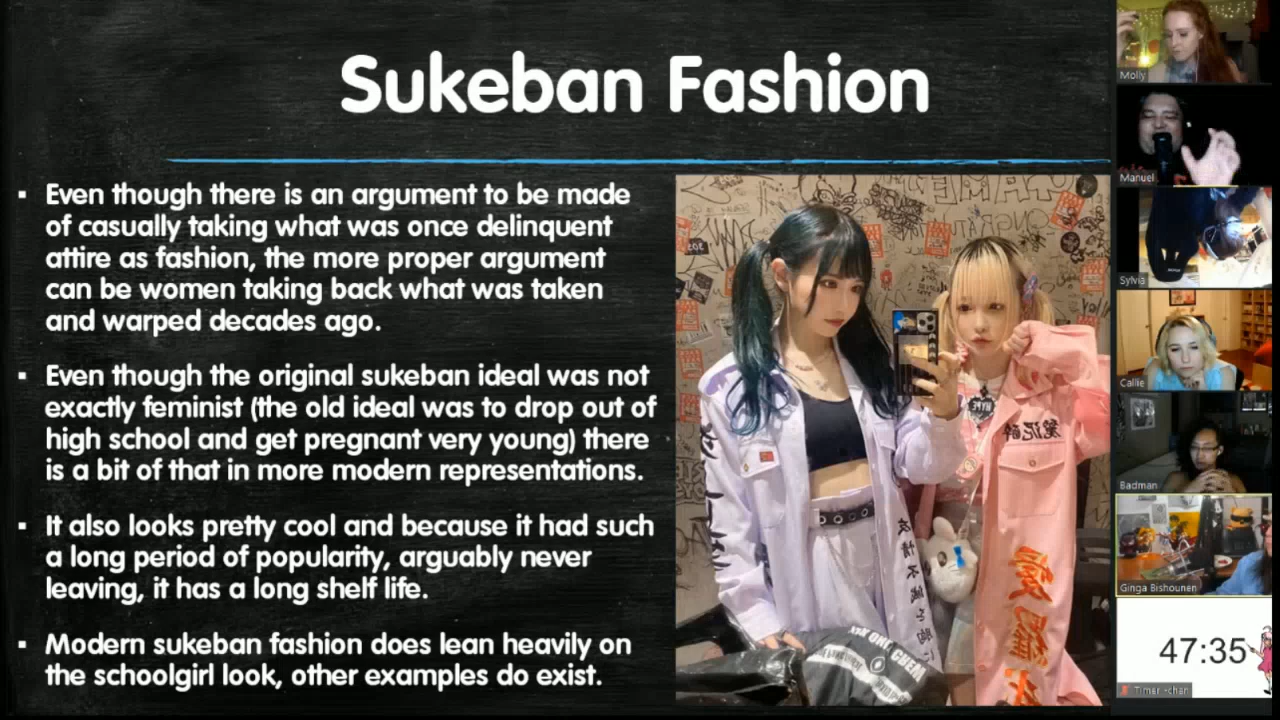 Sukeban Fashion
▪ Even though there is an argument to be made
of casually taking what was once delinquent
attire as fashion, the more proper argument
can be women taking back what was taken
and warped decades ago.
▪ Even though the original sukeban ideal was not
exactly feminist (the old ideal was to drop out of
high school and get pregnant very young) there
is a bit of that in more modern representations.
▪ It also looks pretty cool and because it had such
a long period of popularity, arguably never
leaving, it has a long shelf life.
▪ Modern sukeban fashion does lean heavily on
the schoolgirl look, other examples do exist.
HYPE
Molly
Manuel
Sylvia
Callie
Badman
Ginga Bishounen
47:35
Timer -chan